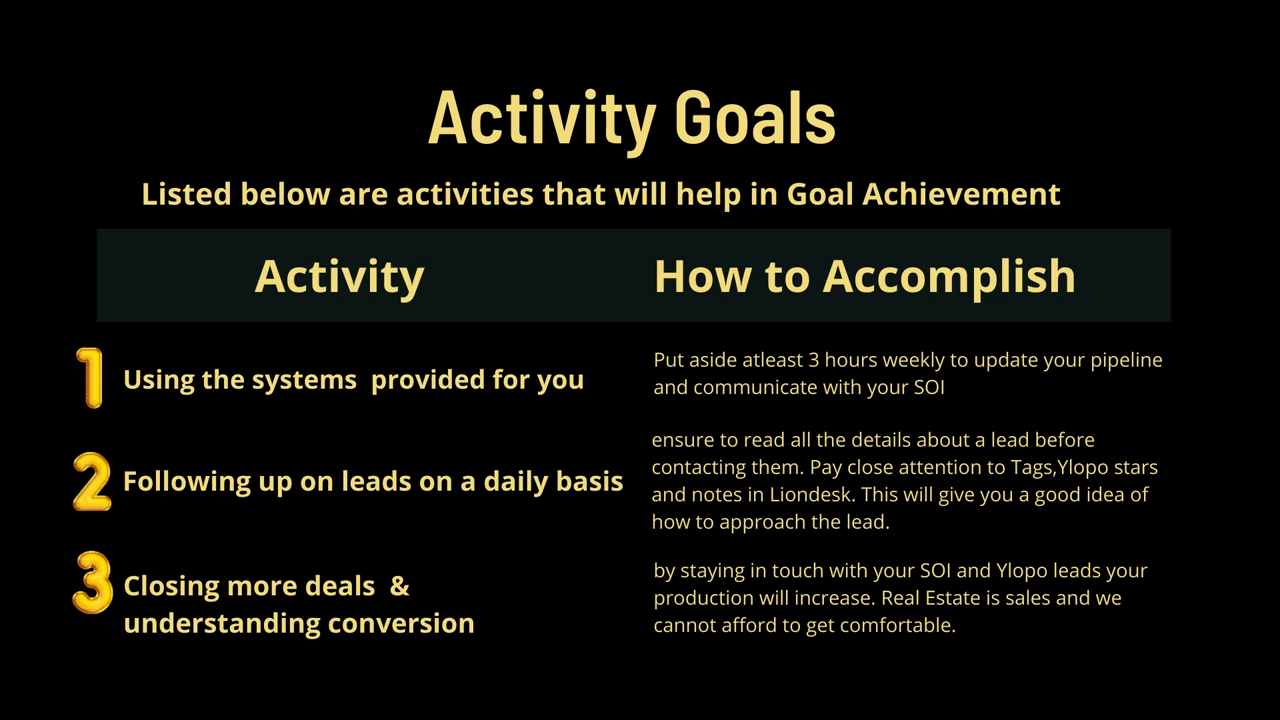 Activity Goals
Listed below are activities that will help in Goal Achievement
Activity
How to Accomplish
1
Using the systems  provided for you
Put aside atleast 3 hours weekly to update your pipeline
and communicate with your SOI
2
Following up on leads on a daily basis
ensure to read all the details about a lead before
contacting them. Pay close attention to Tags,Ylopo stars
and notes in Liondesk. This will give you a good idea of
how to approach the lead.
3
Closing more deals  &
understanding conversion
by staying in touch with your SOI and Ylopo leads your
production will increase. Real Estate is sales and we
cannot afford to get comfortable.